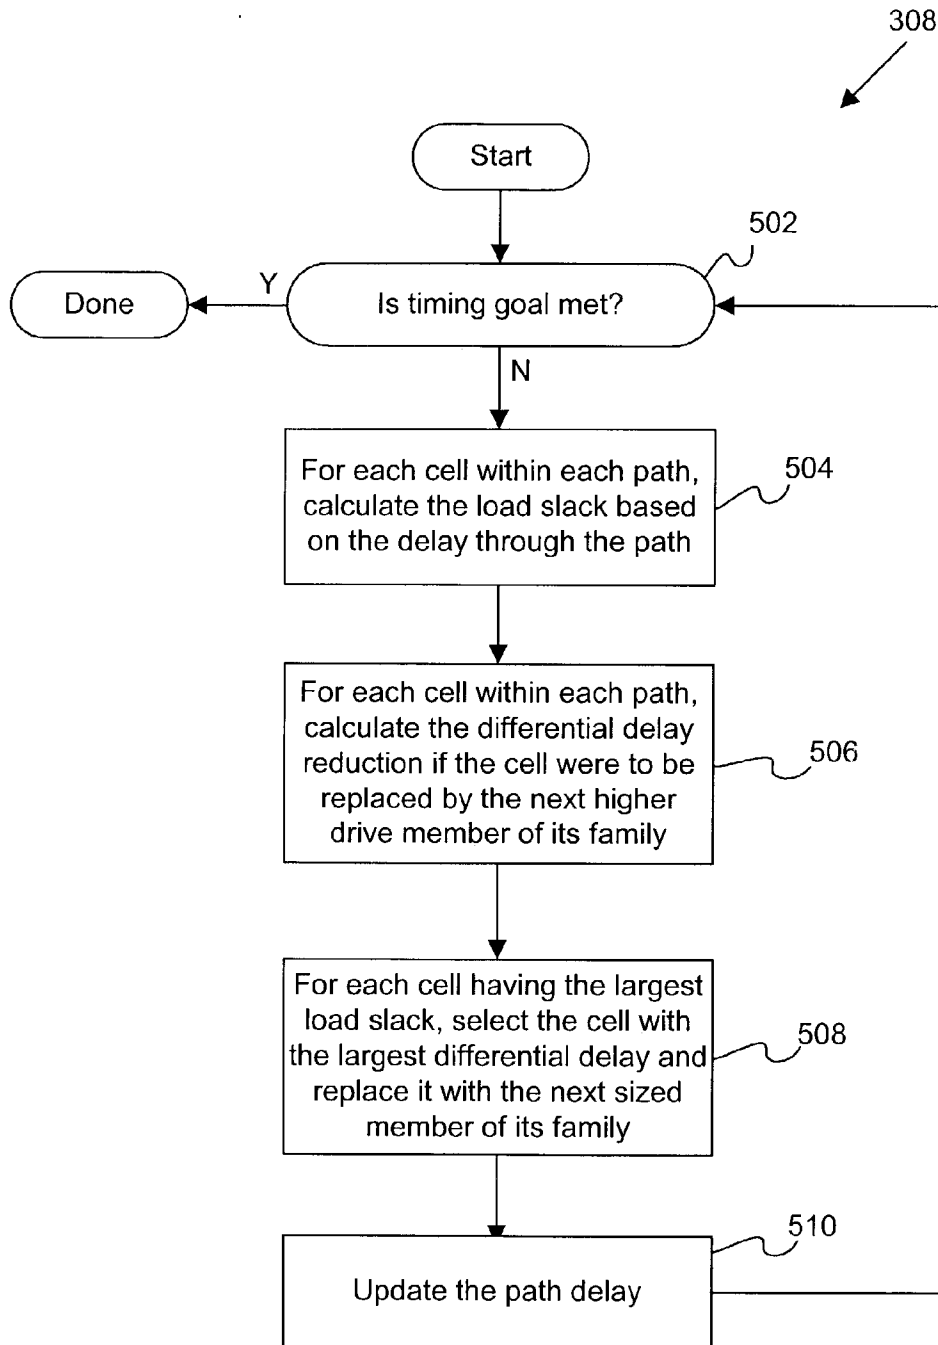 308
Start
502
Is timing goal met?
Y
Done
N
For each cell within each path,
calculate the load slack based
on the delay through the path
504
For each cell within each path,
calculate the differential delay
reduction if the cell were to be
replaced by the next higher
drive member of its family
506
For each cell having the largest
load slack, select the cell with
the largest differential delay and
replace it with the next sized
member of its family
508
510
Update the path delay